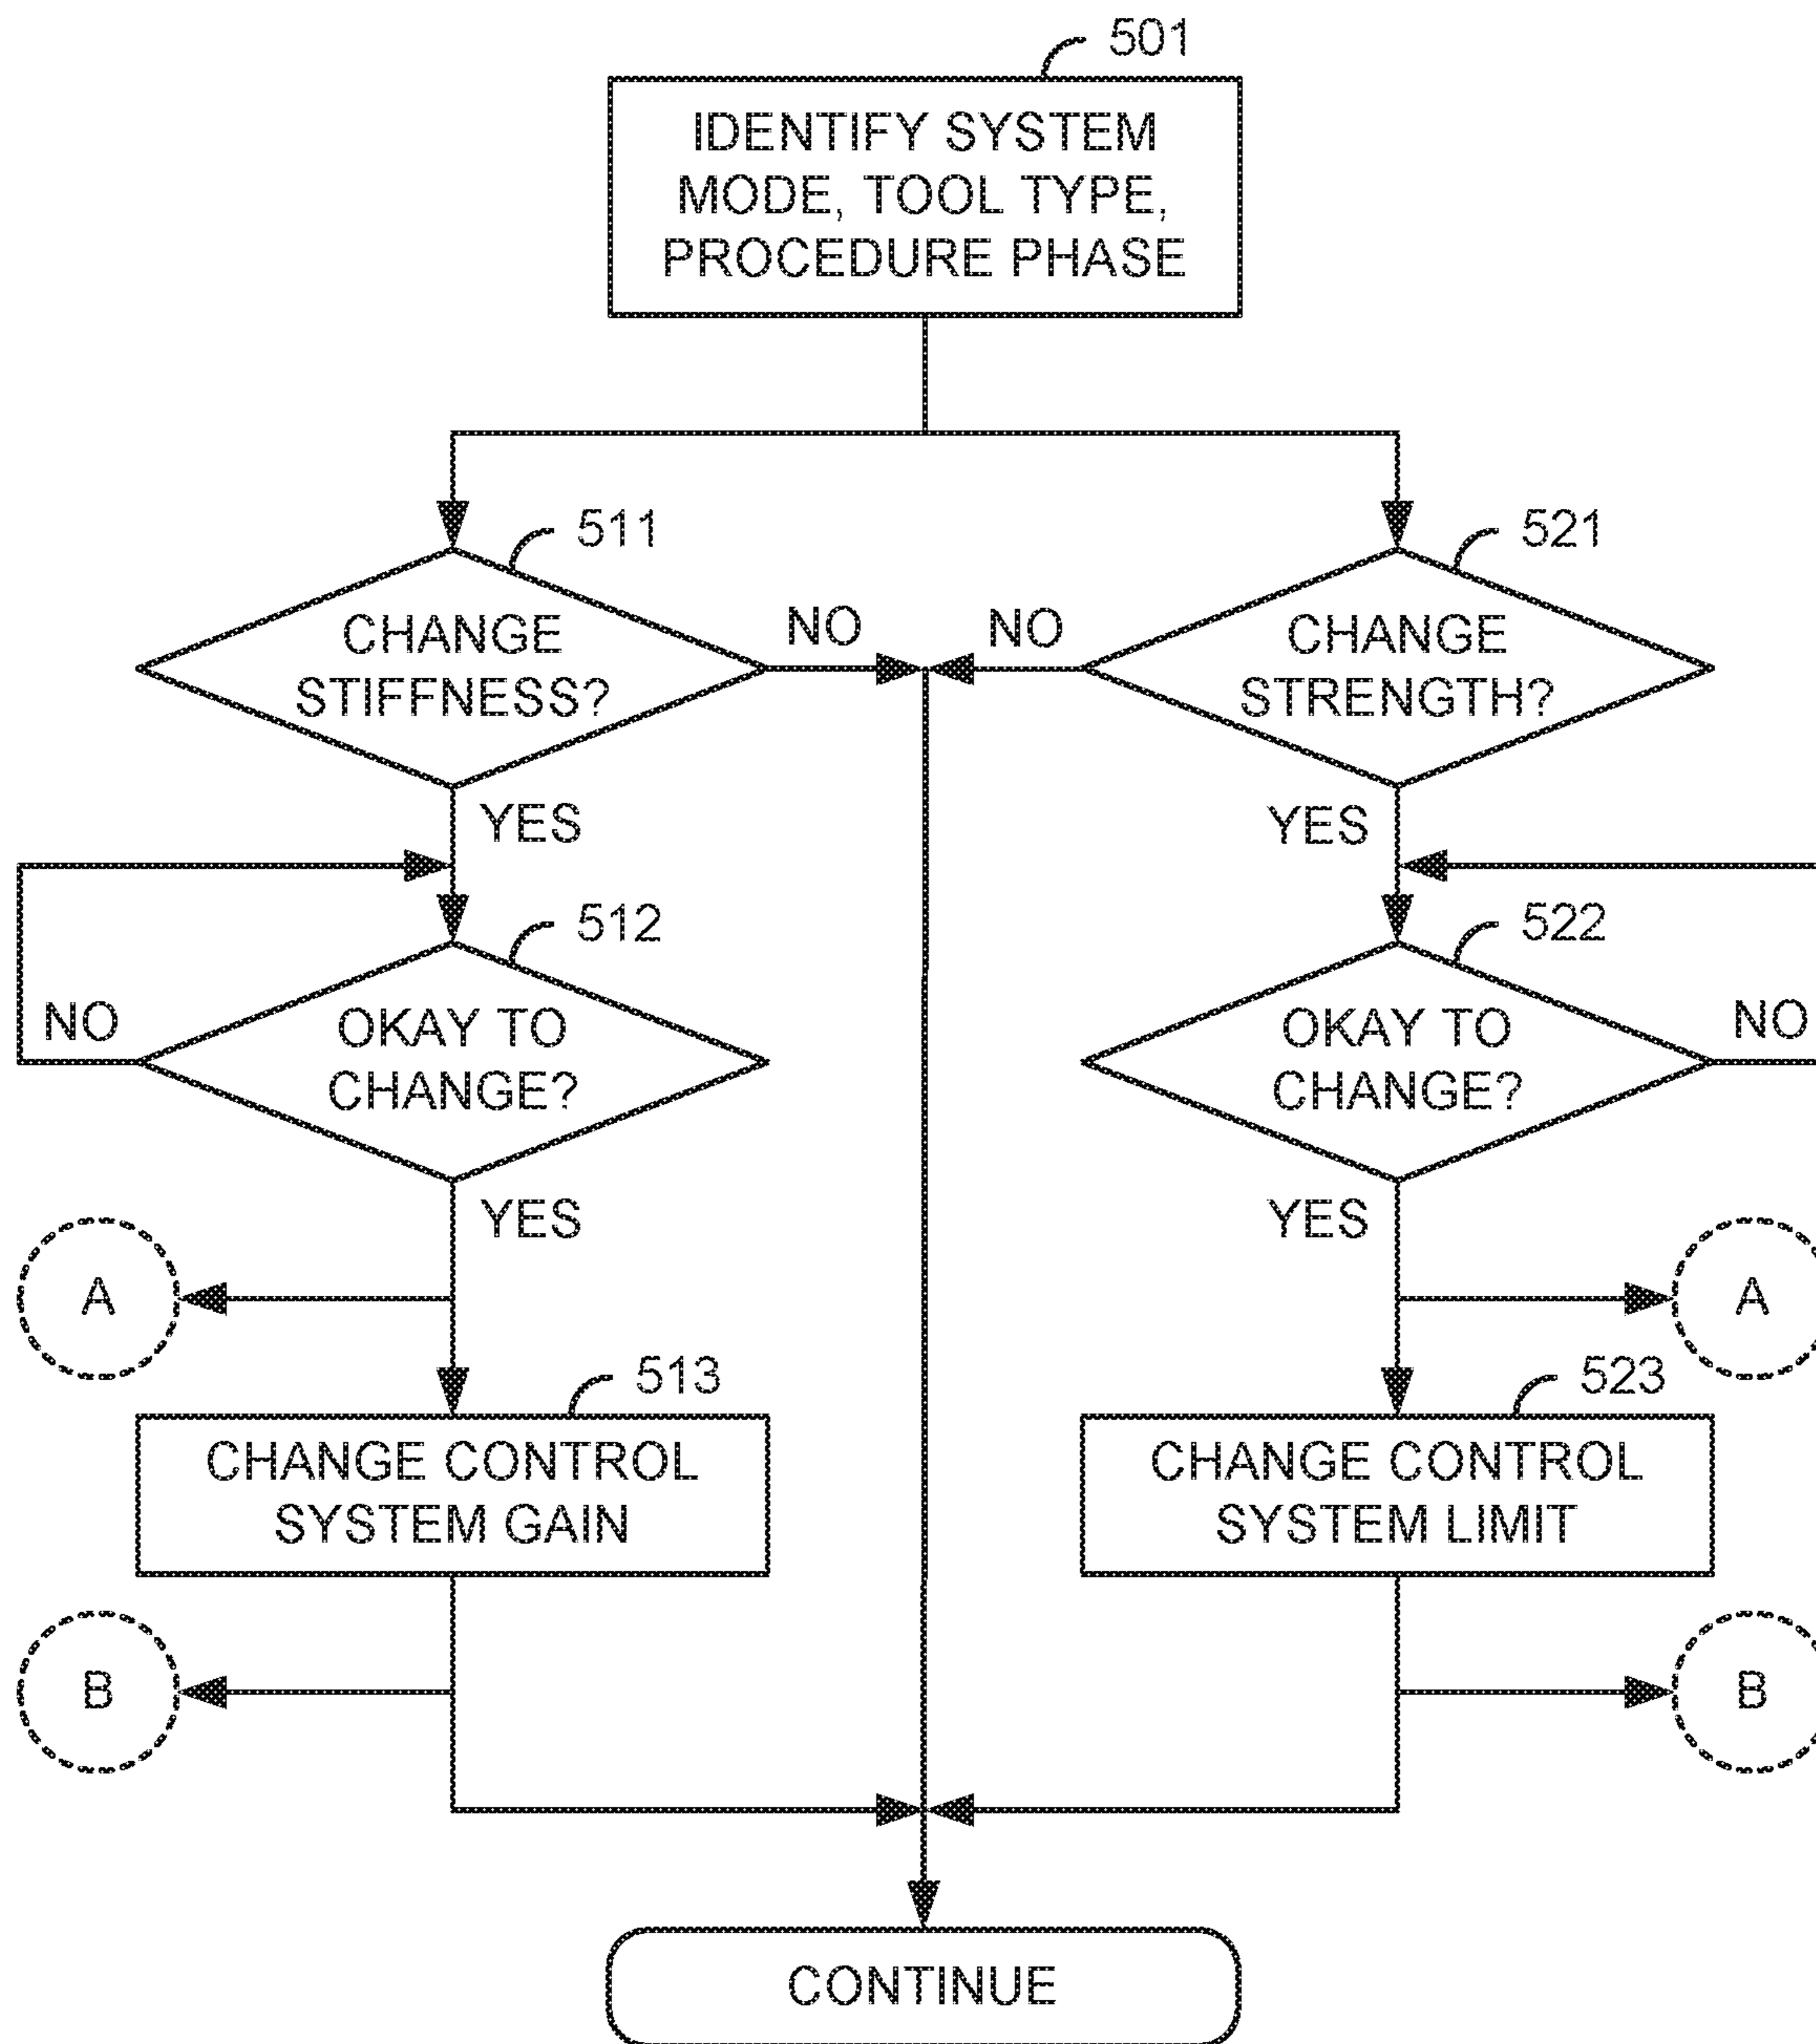 501
IDENTIFY SYSTEM
MODE, TOOL TYPE,
PROCEDURE PHASE
511
521
CHANGE
STIFFNESS?
NO
NO
CHANGE
STRENGTH?
YES
YES
512
522
NO
OKAY TO
CHANGE?
OKAY TO
CHANGE?
NO
YES
YES
A
A
513
523
CHANGE CONTROL
SYSTEM GAIN
CHANGE CONTROL
SYSTEM LIMIT
B
B
CONTINUE